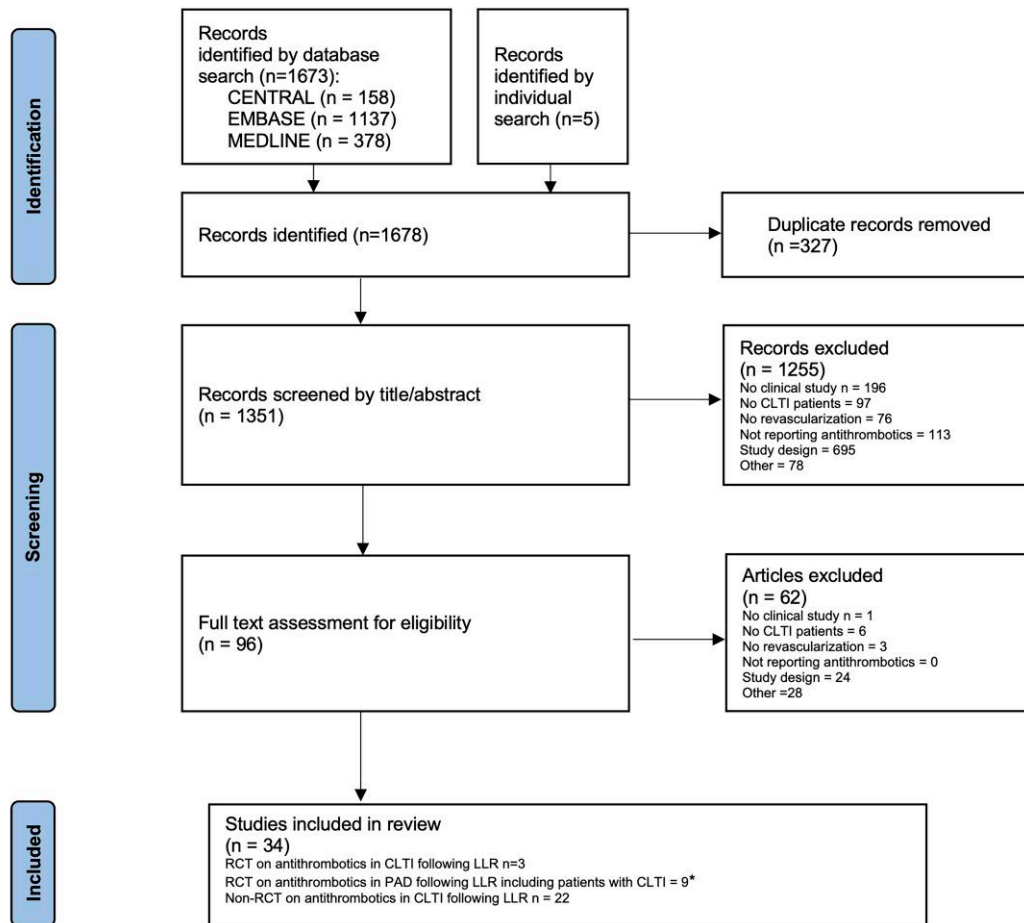 Identification
Records
identified by database
search (n=1673):
CENTRAL (n = 158)
EMBASE (n = 1137)
MEDLINE (n = 378)
Records
identified by
individual
search (n=5)
Records identified (n=1678)
Duplicate records removed
(n =327)
Screening
Records screened by title/abstract
(n = 1351)
Records excluded
(n = 1255)
No clinical study n = 196
No CLTI patients = 97
No revascularization = 76
Not reporting antithrombotics = 113
Study design = 695
Other = 78
Full text assessment for eligibility
(n = 96)
Articles excluded
(n = 62)
No clinical study n = 1
No CLTI patients = 6
No revascularization = 3
Not reporting antithrombotics = 0
Study design = 24
Other =28
Included
Studies included in review
(n = 34)
RCT on antithrombotics in CLTI following LLR n=3
RCT on antithrombotics in PAD following LLR including patients with CLTI = 9*
Non-RCT on antithrombotics in CLTI following LLR n = 22